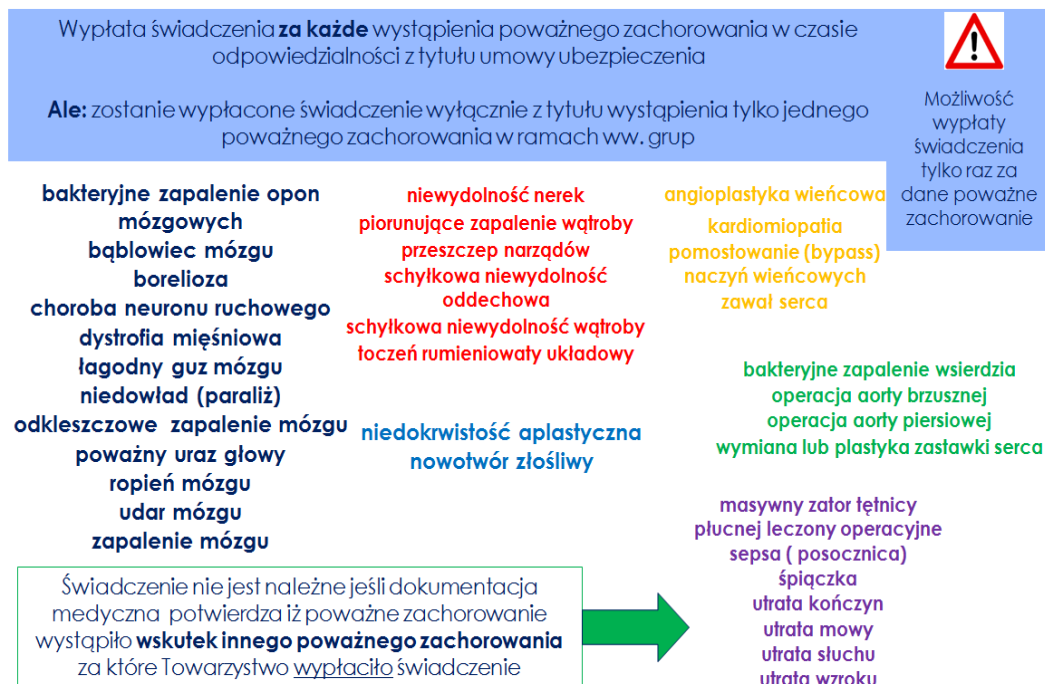 Wypłata świadczenia za każde wystąpienia poważnego zachorowania w czasie
odpowiedzialności z tytułu umowy ubezpieczenia
Ale: zostanie wypłacone świadczenie wyłącznie z tytułu wystąpienia tylko jednego
poważnego zachorowania w ramach ww. grup
Możliwość
wypłaty
świadczenia
tylko raz za
dane poważne
zachorowanie
bakteryjne zapalenie opon
mózgowych
bąblowiec mózgu
borelioza
choroba neuronu ruchowego
dystrofia mięśniowa
łagodny guz mózgu
niedowład (paraliż)
odkleszczowe zapalenie mózgu
poważny uraz głowy
ropień mózgu
udar mózgu
zapalenie mózgu
niewydolność nerek
piorunujące zapalenie wątroby
przeszczep narządów
schyłkowa niewydolność
oddechowa
schyłkowa niewydolność wątroby
toczeń rumieniowaty układowy
niedokrwistość aplastyczna
nowotwór złośliwy
angioplastyka wieńcowa
kardiomiopatia
pomostowanie (bypass)
naczyń wieńcowych
zawał serca
bakteryjne zapalenie wsierdzia
operacja aorty brzusznej
operacja aorty piersiowej
wymiana lub plastyka zastawki serca
masywny zator tętnicy
płucnej leczony operacyjne
sepsa ( posocznica)
śpiączka
utrata kończyn
utrata mowy
utrata słuchu
utrata wzroku
Świadczenie nie jest należne jeśli dokumentacja
medyczna potwierdza iż poważne zachorowanie
wystąpiło wskutek innego poważnego zachorowania
za które Towarzystwo wypłaciło świadczenie